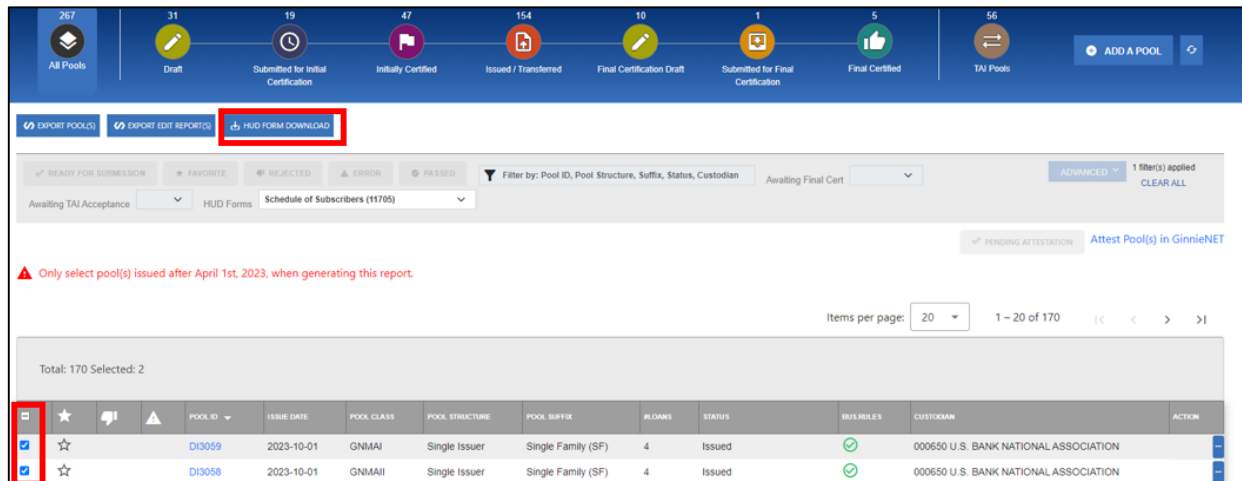 267 31 19 47 154 10 1 5 56
All Pools Draft Submitted for Initial Certification Initially Certified Issued / Transferred Final Certification Draft Submitted for Final Certification Final Certified TAI Pools ADD A POOL
EXPORT POOL(S) EXPORT EDIT REPORT(S) HUD FORM DOWNLOAD
READY FOR SUBMISSION FAVORITE REJECTED ERROR PASSED Filter by: Pool ID, Pool Structure, Suffix, Status, Custodian Awaiting Final Cert ADVANCED 1 filter(s) applied
CLEAR ALL
Awaiting TAI Acceptance HUD Forms Schedule of Subscribers (11705)
PENDING ATTESTATION Attest Pool(s) in GinnieNET
Only select pool(s) issued after April 1st, 2023, when generating this report.
Items per page: 20 1 – 20 of 170
Total: 170 Selected: 2
POOL ID ISSUE DATE POOL CLASS POOL STRUCTURE POOL SUFFIX #LOANS STATUS BUS.RULES CUSTODIAN ACTION
DI3059 2023-10-01 GNMAI Single Issuer Single Family (SF) 4 Issued 000650 U.S. BANK NATIONAL ASSOCIATION
DI3058 2023-10-01 GNMAII Single Issuer Single Family (SF) 4 Issued 000650 U.S. BANK NATIONAL ASSOCIATION